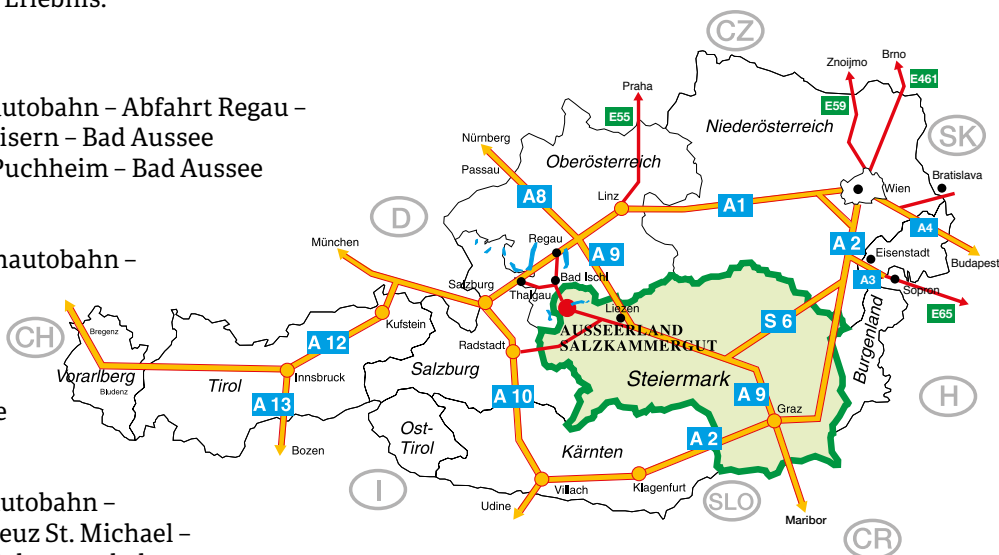 Erlebnis.
utobahn – Abfahrt Regau –
isern – Bad Aussee
Puchheim – Bad Aussee
nautobahn –
e
utobahn –
euz St. Michael –
CZ
Brno
Znoijmo
E461
Praha
E59
E55
Niederösterreich
SK
Nürnberg
Oberösterreich
Passau
Bratislava
Linz
Wien
A8
A1
D
A4
München
Regau
A 9
A 2
Eisenstadt
Budapest
Bad Ischl
A3
Salzburg
Thalgau
Sopron
Liezen
E65
CH
Bregenz
Kufstein
S 6
AUSSEERLAND
SALZKAMMERGUT
A 12
Radstadt
Burgenland
Vorarlberg
Tirol
Innsbruck
Salzburg
Steiermark
Bludenz
A 13
A 10
A 9
H
Graz
Ost-
Tirol
A 2
Bozen
Kärnten
I
Villach
Klagenfurt
SLO
Udine
Maribor
CR